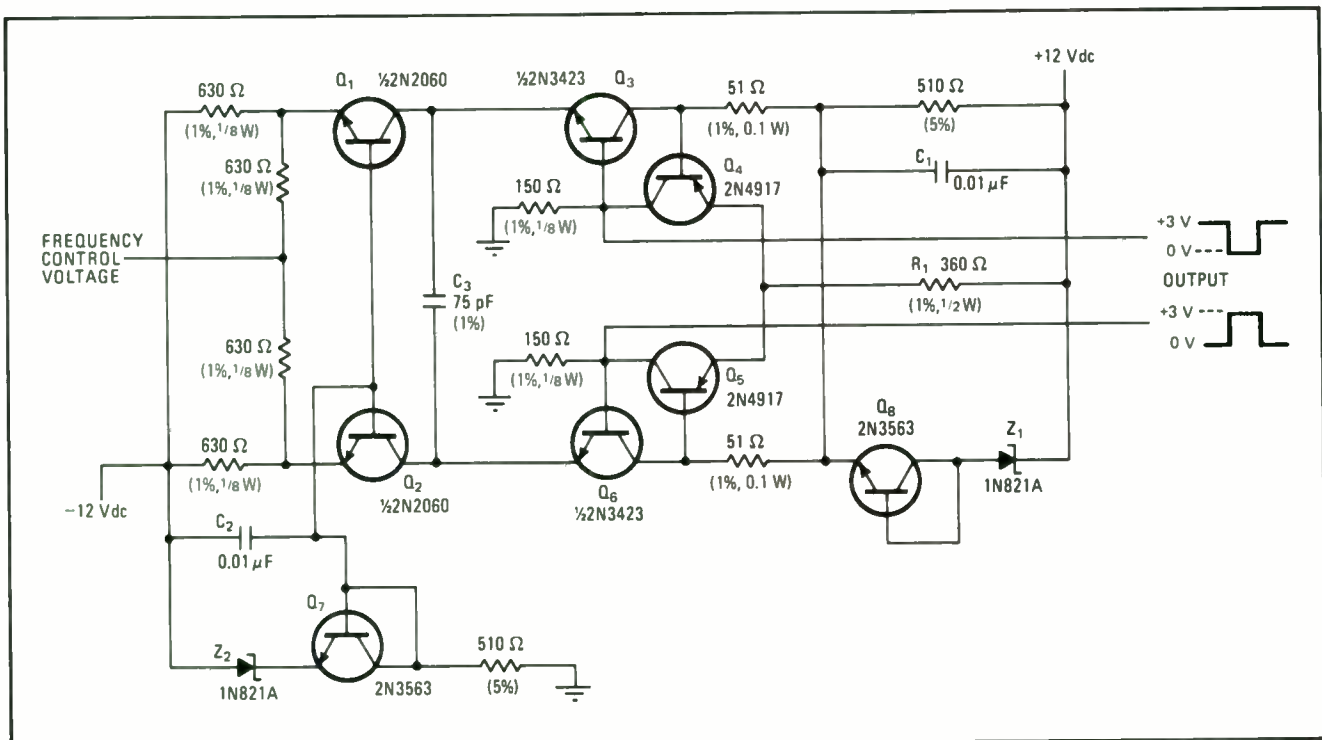 +12 Vdc
Q1 ½2N2060
½2N3423 Q3
630 Ω
(1%, 1/8 W)
51 Ω
(1%, 0.1 W)
510 Ω
(5%)
630 Ω
(1%, 1/8 W)
Q4
2N4917
C1
0.01 μF
150 Ω
(1%, 1/8 W)
+3 V
0 V
FREQUENCY
CONTROL
VOLTAGE
C3
75 pF
(1%)
R1 360 Ω
(1%, 1/2 W)
OUTPUT
+3 V
0 V
630 Ω
(1%, 1/8 W)
150 Ω
(1%, 1/8 W)
Q5
2N4917
Q8
2N3563
Z1
1N821A
630 Ω
(1%, 1/8 W)
Q2
½2N2060
Q6
½2N3423
51 Ω
(1%, 0.1 W)
−12 Vdc
C2
0.01 μF
Q7
2N3563
Z2
1N821A
510 Ω
(5%)